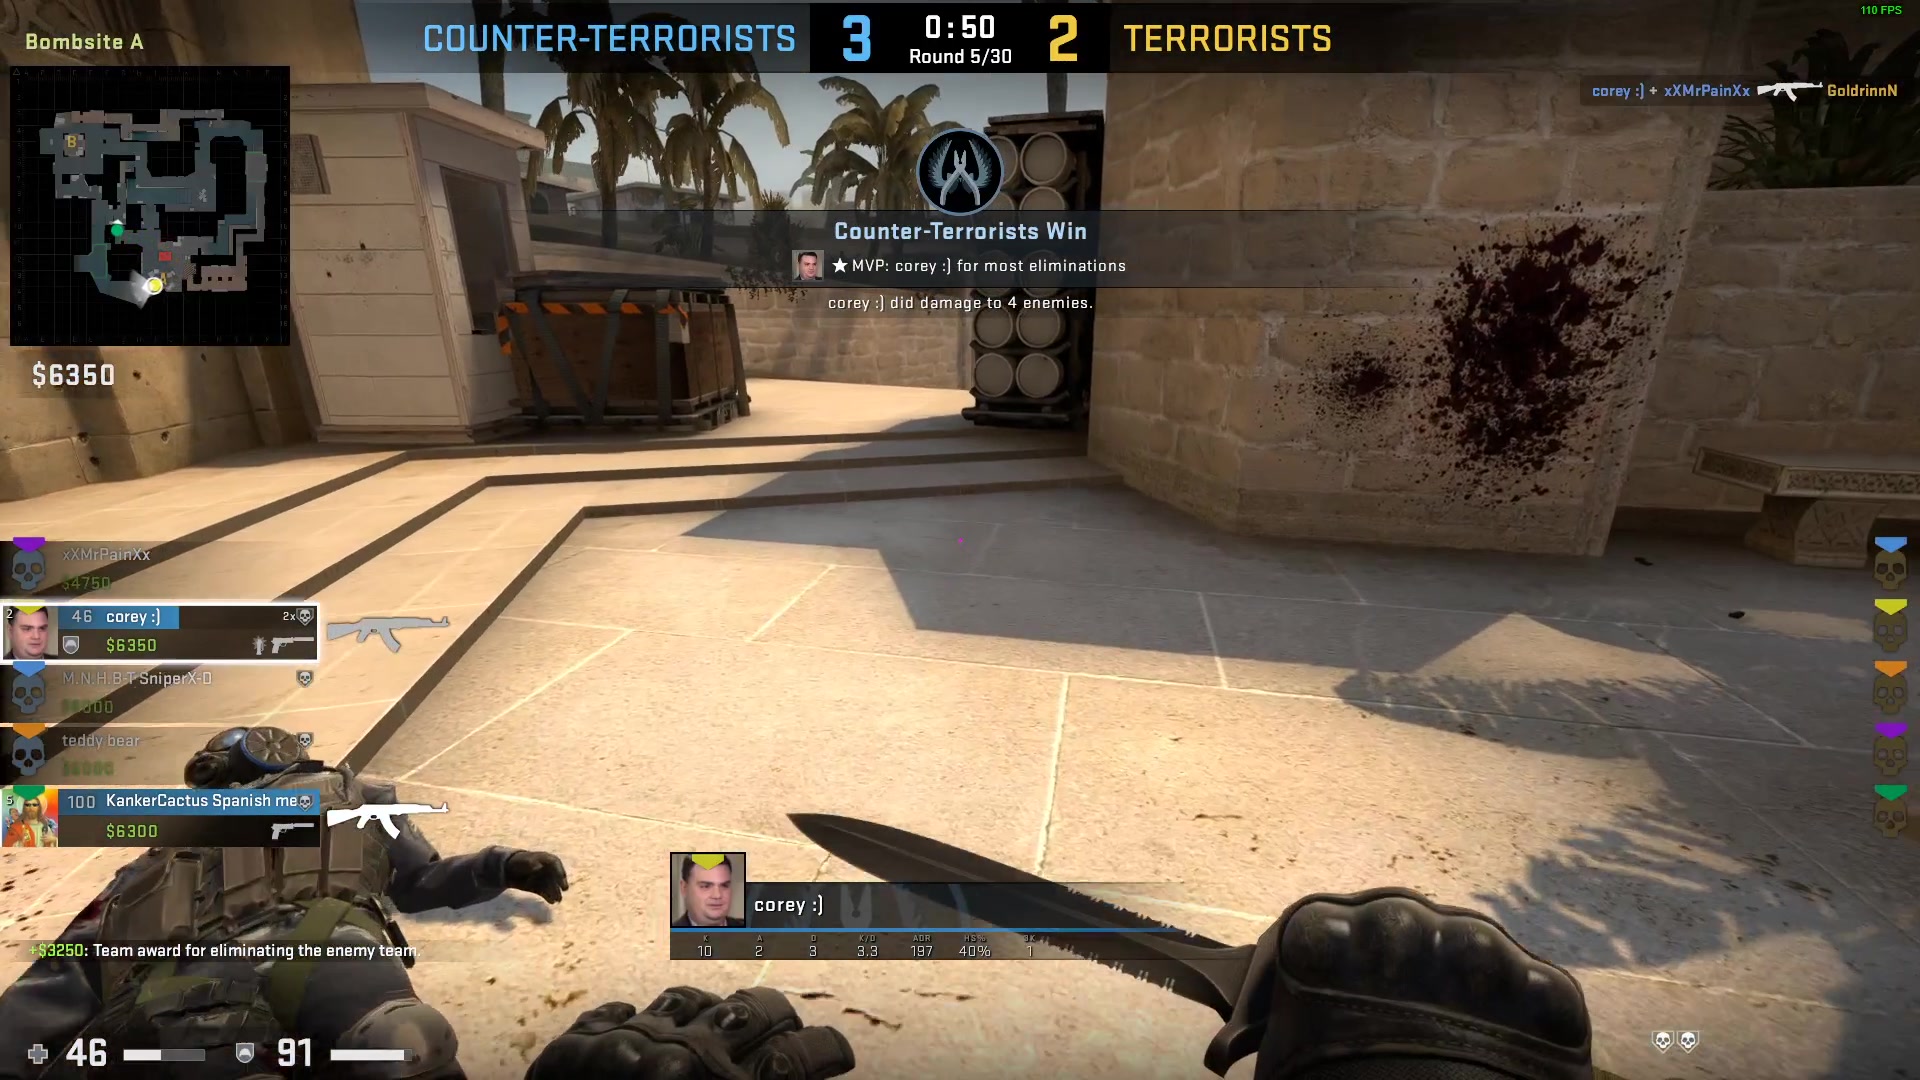 110 FPS
Bombsite A
COUNTER-TERRORISTS
3
0:50
Round 5/30
2
TERRORISTS
corey :) + xXMrPainXx GoldrinnN
B
Counter-Terrorists Win
★ MVP: corey :) for most eliminations
corey :) did damage to 4 enemies.
$6350
xXMrPainXx
$4750
2
46 corey :)
2x
$6350
M.N.H.B-T SniperX-D
teddy bear
5
100 KankerCactus Spanish me
$6300
corey :)
K A D K/D ADR HS% 3K
10 2 3 3.3 197 40% 1
+$3250: Team award for eliminating the enemy team.
46
91